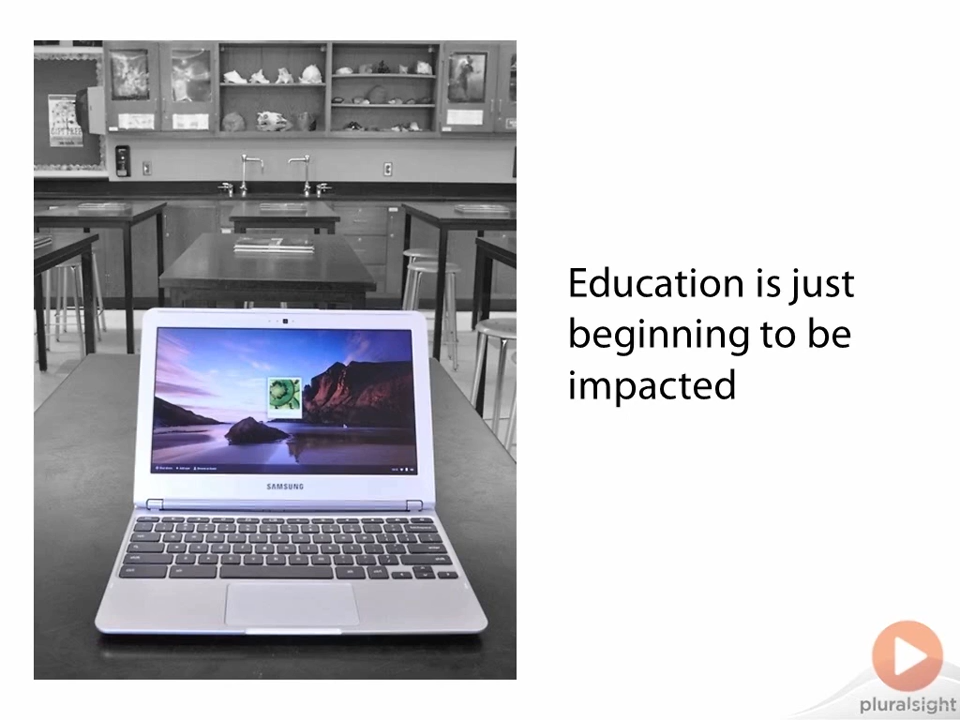 Education is just
beginning to be
impacted
SAMSUNG
pluralsight